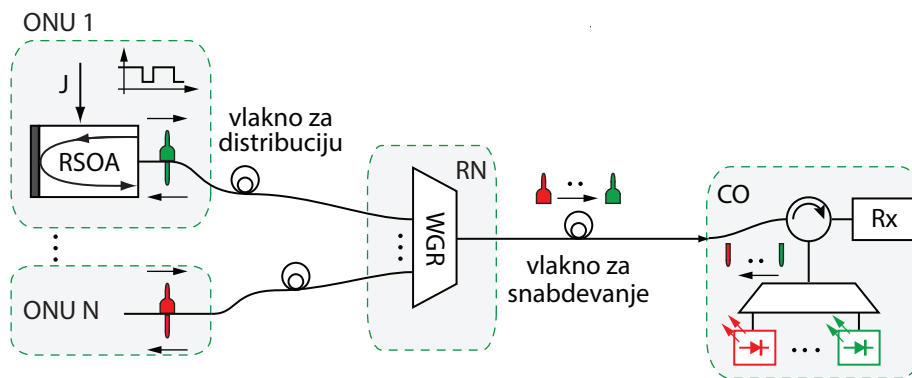 ONU 1
J
RSOA
vlakno za
distribuciju
RN
WGR
CO
Rx
vlakno za
snabdevanje
ONU N